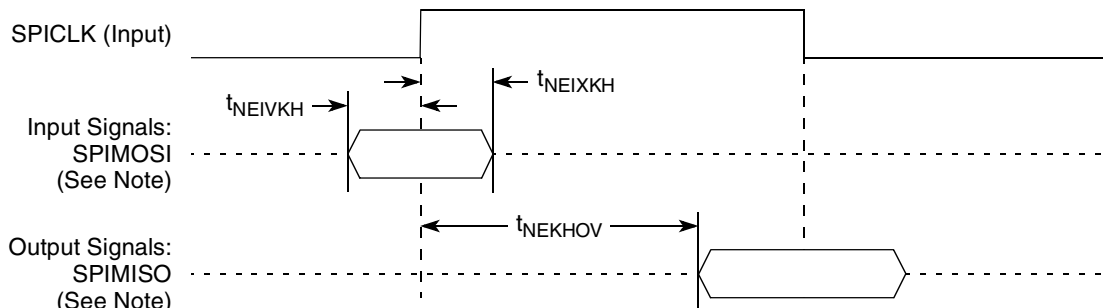 SPICLK (Input)
tNEIXKH
tNEIVKH
Input Signals:
SPIMOSI
(See Note)
tNEKHOV
Output Signals:
SPIMISO
(See Note)